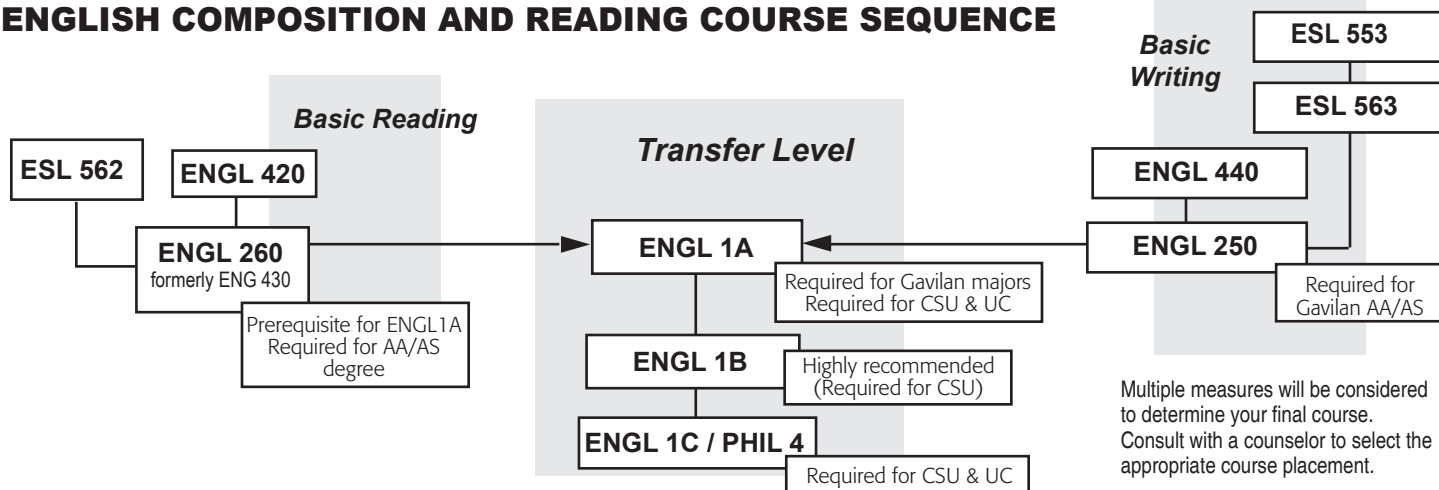 ENGLISH COMPOSITION AND READING COURSE SEQUENCE
Basic Reading
ESL 562
ENGL 420
ENGL 260
formerly ENG 430
Prerequisite for ENGL1A
Required for AA/AS
degree
Transfer Level
ENGL 1A
Required for Gavilan majors
Required for CSU & UC
ENGL 1B
Highly recommended
(Required for CSU)
ENGL 1C / PHIL 4
Required for CSU & UC
Basic
Writing
ESL 553
ESL 563
ENGL 440
ENGL 250
Required for
Gavilan AA/AS
Multiple measures will be considered
to determine your final course.
Consult with a counselor to select the
appropriate course placement.